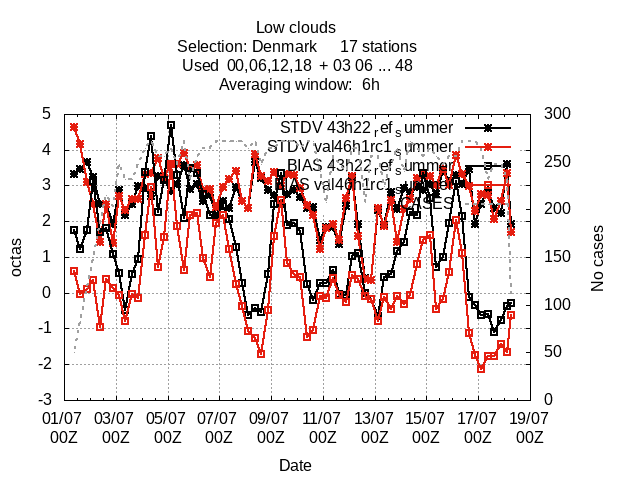 Low clouds
Selection: Denmark 17 stations
Used 00,06,12,18 + 03 06 ... 48
Averaging window: 6h
STDV 43h22_ref_summer
STDV val46h1rc1_summer
BIAS 43h22_ref_summer
val46h1rc1_summer
octas
No cases
5
4
3
2
1
0
-1
-2
-3
300
250
200
150
100
50
0
01/07 03/07 05/07 07/07 09/07 11/07 13/07 15/07 17/07 19/07
00Z 00Z 00Z 00Z 00Z 00Z 00Z 00Z 00Z 00Z
Date